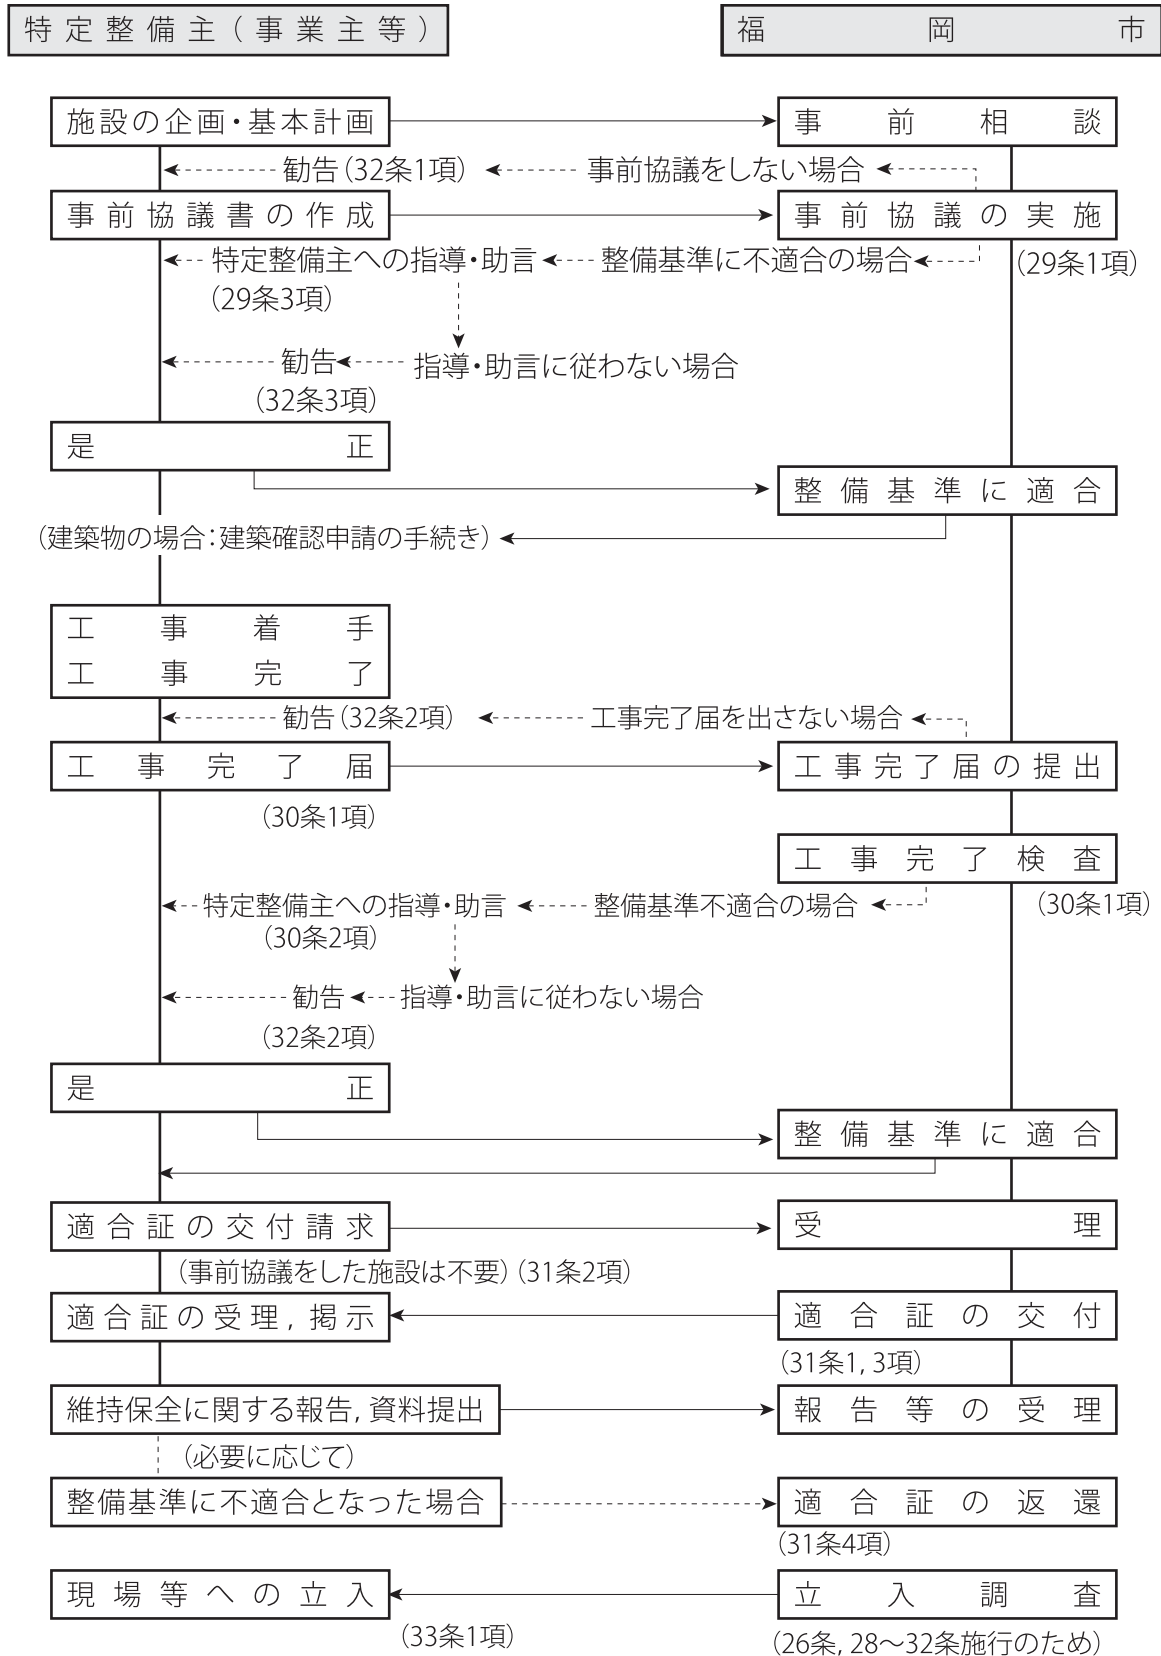 特定整備主(事業主等)
福岡市
施設の企画・基本計画
事前相談
勧告(32条1項)
事前協議をしない場合
事前協議書の作成
事前協議の実施
特定整備主への指導・助言
整備基準に不適合の場合
(29条1項)
(29条3項)
勧告
指導・助言に従わない場合
(32条3項)
是正
整備基準に適合
(建築物の場合:建築確認申請の手続き)
工事着手
工事完了
勧告(32条2項)
工事完了届を出さない場合
工事完了届
工事完了届の提出
(30条1項)
工事完了検査
特定整備主への指導・助言
整備基準不適合の場合
(30条1項)
(30条2項)
勧告
指導・助言に従わない場合
(32条2項)
是正
整備基準に適合
適合証の交付請求
受理
(事前協議をした施設は不要)(31条2項)
適合証の受理,掲示
適合証の交付
(31条1, 3項)
維持保全に関する報告,資料提出
報告等の受理
(必要に応じて)
整備基準に不適合となった場合
適合証の返還
(31条4項)
現場等への立入
立入調査
(33条1項)
(26条, 28〜32条施行のため)